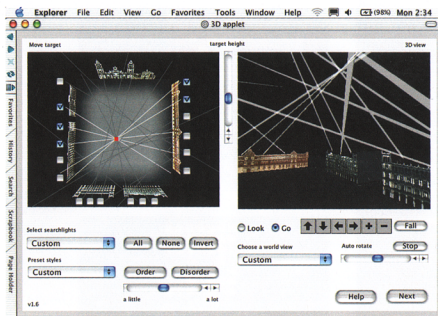 Explorer File Edit View Go Favorites Tools Window Help (98%) Mon 2:34
3D applet
Move target
target height
3D view
Favorites
History
Search
Scrapbook
Page Holder
Select searchlights
Custom
All
None
Invert
Preset styles
Custom
Order
Disorder
a little
a lot
v1.6
Look
Go
Fall
Choose a world view
Custom
Auto rotate
Stop
Help
Next